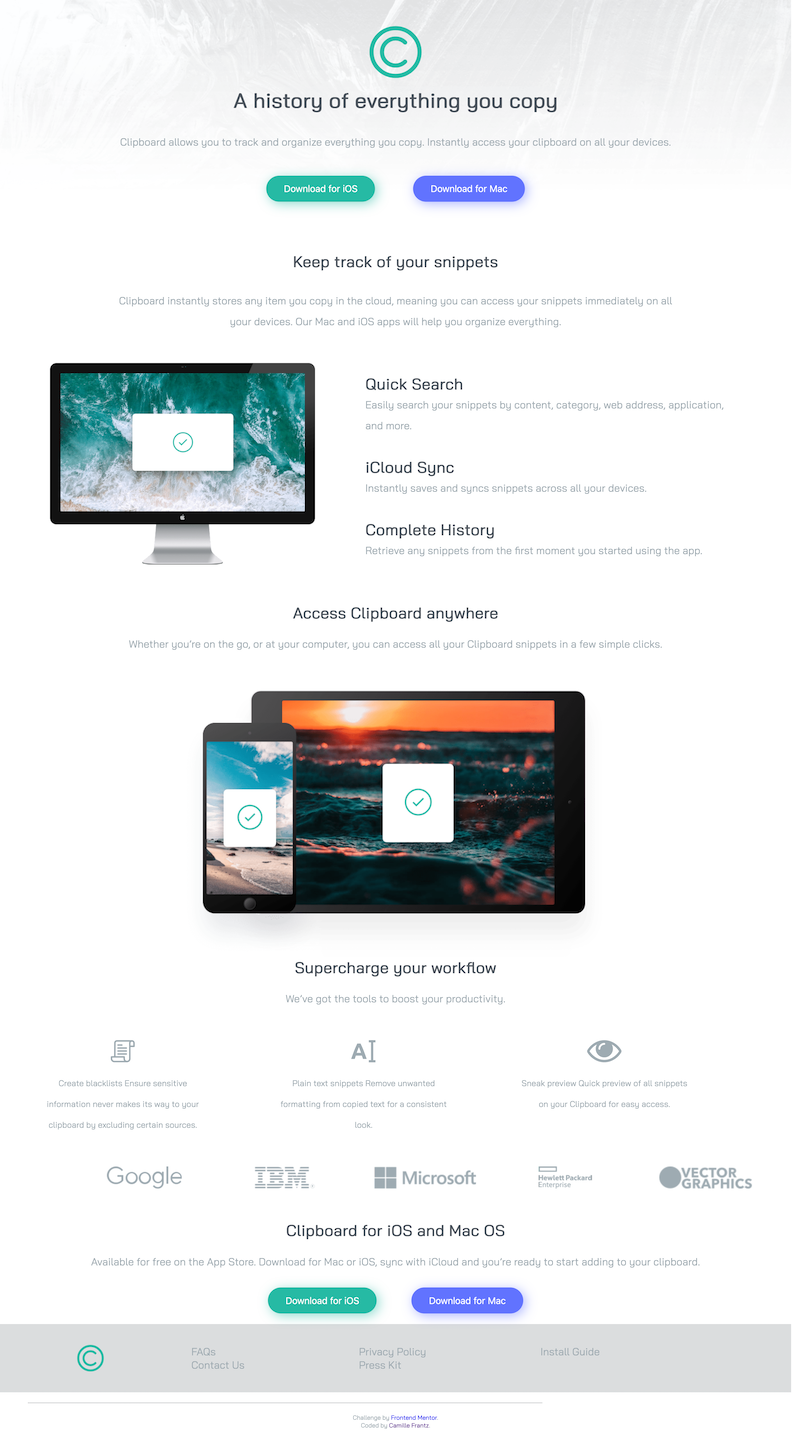 A history of everything you copy
Clipboard allows you to track and organize everything you copy. Instantly access your clipboard on all your devices.
Download for iOS
Download for Mac
Keep track of your snippets
Clipboard instantly stores any item you copy in the cloud, meaning you can access your snippets immediately on all
your devices. Our Mac and iOS apps will help you organize everything.
Quick Search
Easily search your snippets by content, category, web address, application,
and more.
iCloud Sync
Instantly saves and syncs snippets across all your devices.
Complete History
Retrieve any snippets from the first moment you started using the app.
Access Clipboard anywhere
Whether you’re on the go, or at your computer, you can access all your Clipboard snippets in a few simple clicks.
Supercharge your workflow
We’ve got the tools to boost your productivity.
Create blacklists Ensure sensitive
information never makes its way to your
clipboard by excluding certain sources.
Plain text snippets Remove unwanted
formatting from copied text for a consistent
look.
Sneak preview Quick preview of all snippets
on your Clipboard for easy access.
Google
IBM
Microsoft
Hewlett Packard
Enterprise
VECTOR
GRAPHICS
Clipboard for iOS and Mac OS
Available for free on the App Store. Download for Mac or iOS, sync with iCloud and you’re ready to start adding to your clipboard.
Download for iOS
Download for Mac
FAQs
Contact Us
Privacy Policy
Press Kit
Install Guide
Challenge by Frontend Mentor.
Coded by Camille Frantz.